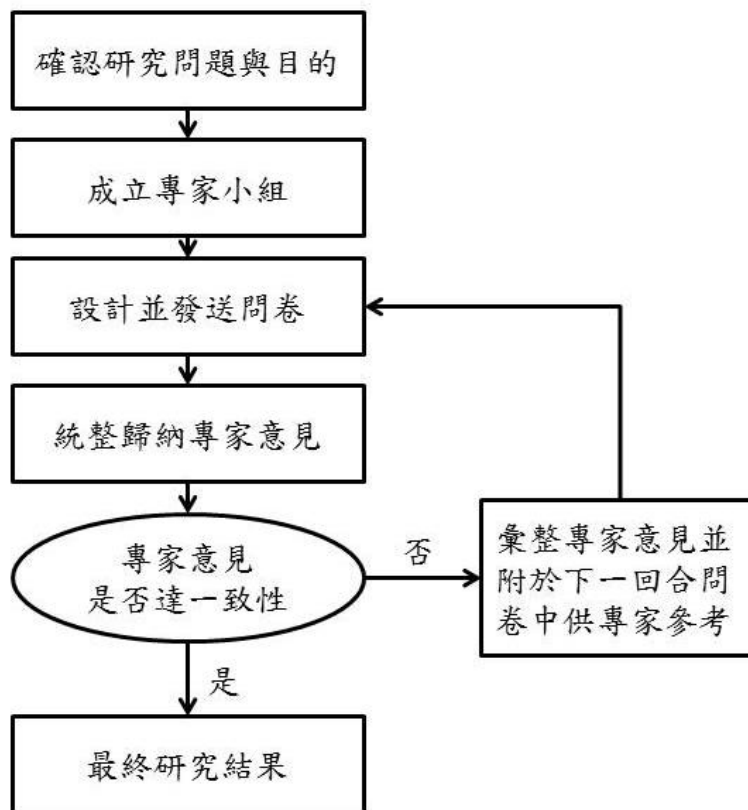 確認研究問題與目的
成立專家小組
設計並發送問卷
統整歸納專家意見
專家意見
是否達一致性
否
彙整專家意見並
附於下一回合問
卷中供專家參考
是
最終研究結果